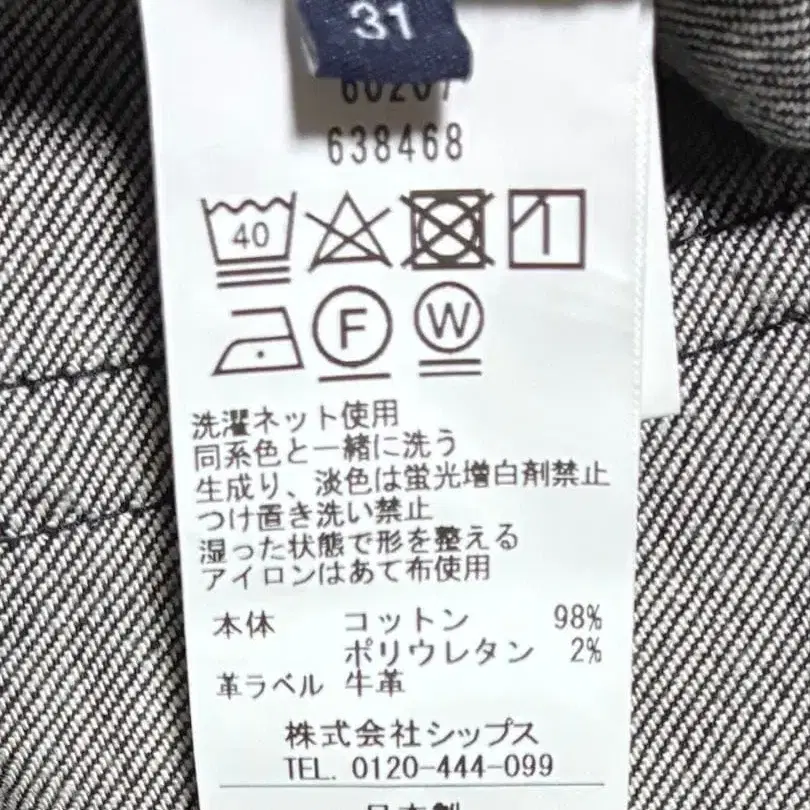 31
638468
40
F W
洗濯ネット使用
同系色と一緒に洗う
生成り、淡色は蛍光増白剤禁止
つけ置き洗い禁止
湿った状態で形を整える
アイロンはあて布使用
本体 コットン 98%
ポリウレタン 2%
革ラベル 牛革
株式会社シップス
TEL. 0120-444-099
日本製